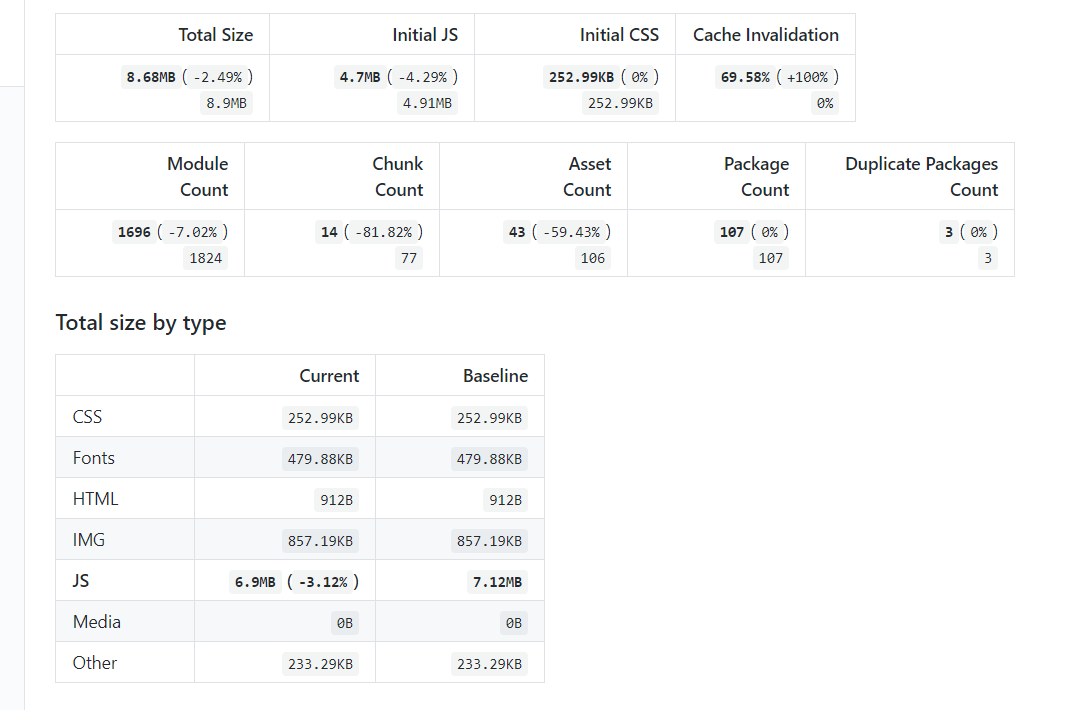 Total Size Initial JS Initial CSS Cache Invalidation
8.68MB ( -2.49% ) 4.7MB ( -4.29% ) 252.99KB ( 0% ) 69.58% ( +100% )
8.9MB 4.91MB 252.99KB 0%
Module Chunk Asset Package Duplicate Packages
Count Count Count Count Count
1696 ( -7.02% ) 14 ( -81.82% ) 43 ( -59.43% ) 107 ( 0% ) 3 ( 0% )
1824 77 106 107 3
Total size by type
Current Baseline
CSS 252.99KB 252.99KB
Fonts 479.88KB 479.88KB
HTML 912B 912B
IMG 857.19KB 857.19KB
JS 6.9MB ( -3.12% ) 7.12MB
Media 0B 0B
Other 233.29KB 233.29KB